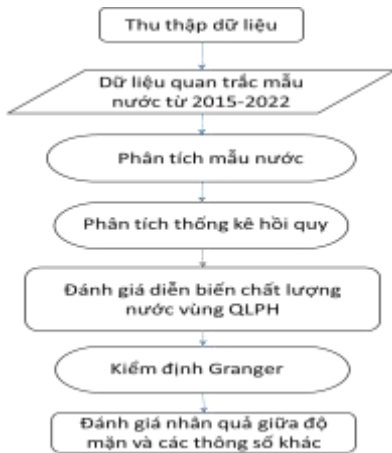 Thu thập dữ liệu
Dữ liệu quan trắc mẫu
nước từ 2015-2022
Phân tích mẫu nước
Phân tích thống kê hồi quy
Đánh giá diễn biến chất lượng
nước vùng QLPH
Kiểm định Granger
Đánh giá nhân quả giữa độ
mặn và các thông số khác